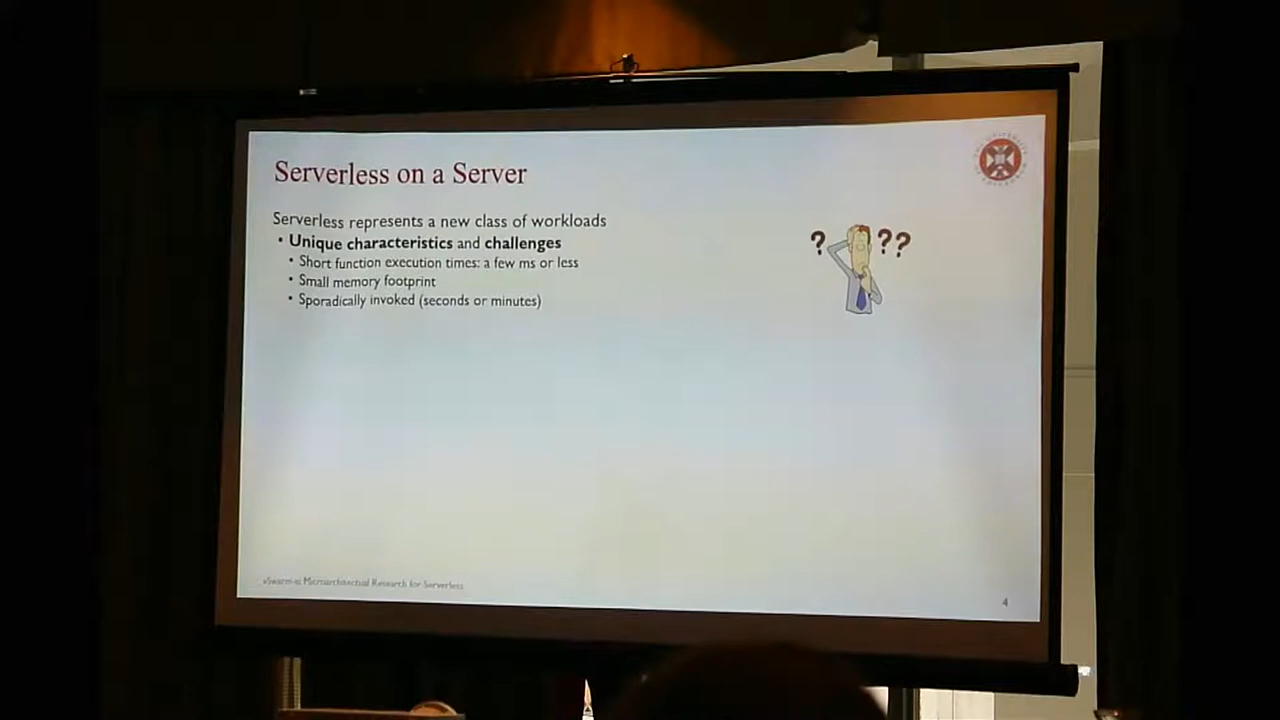 Serverless on a Server
Serverless represents a new class of workloads
• Unique characteristics and challenges
• Short function execution times: a few ms or less
• Small memory footprint
• Sporadically invoked (seconds or minutes)
? ??
vSwarm-u: Microarchitectual Research for Serverless
4